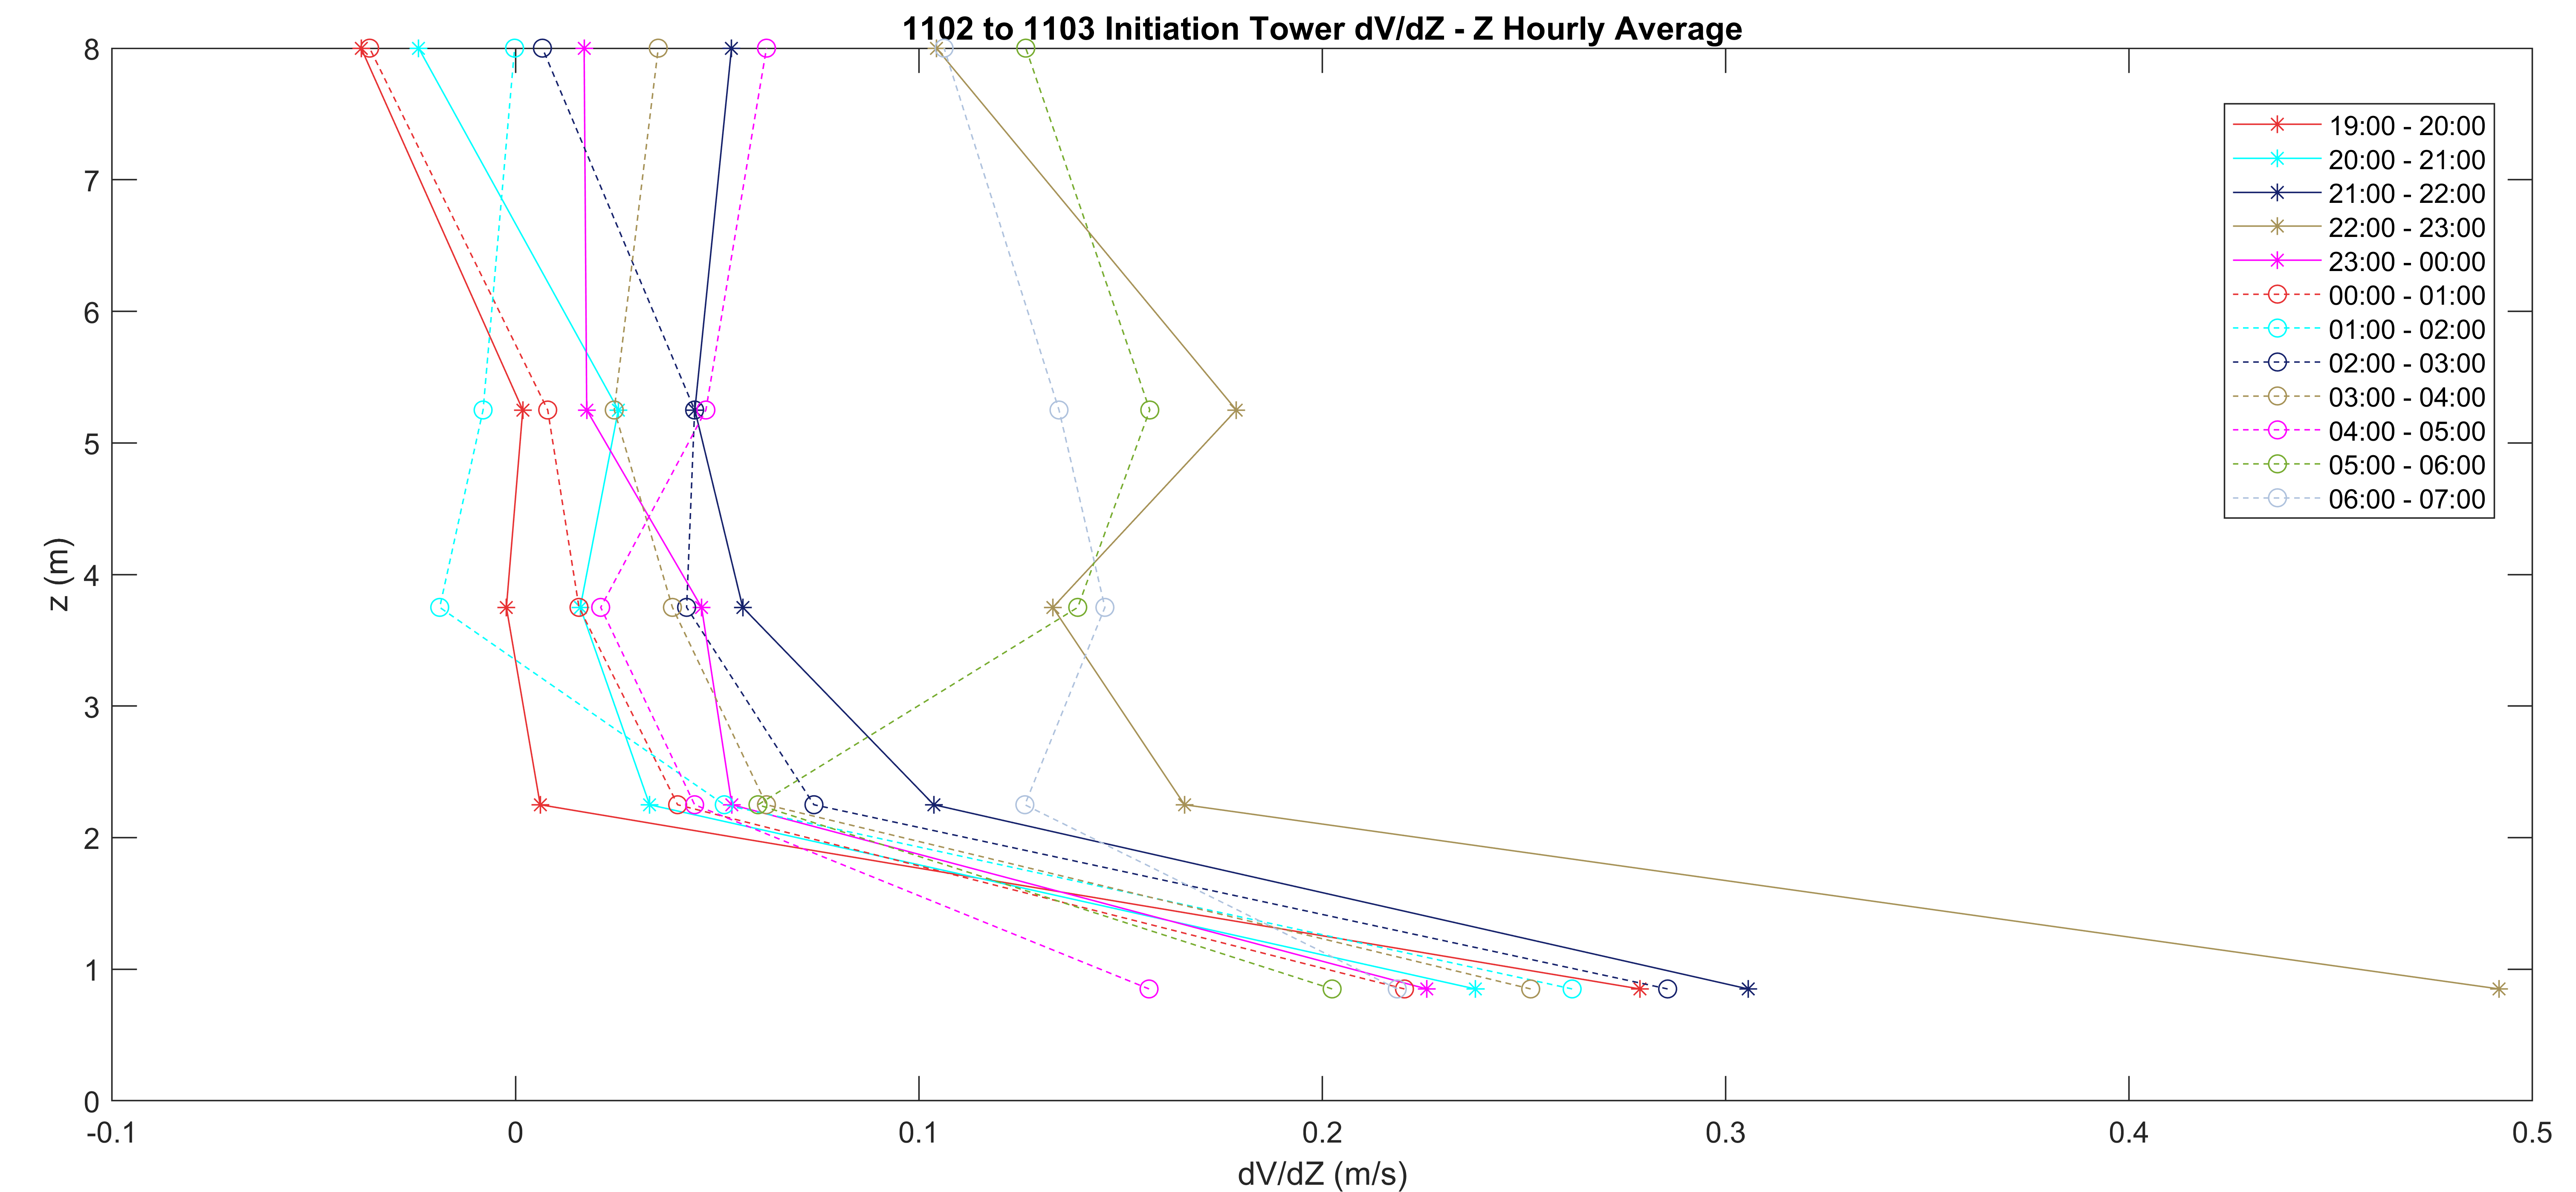 1102 to 1103 Initiation Tower dV/dZ - Z Hourly Average
8
7
6
5
4
3
2
1
0
z (m)
19:00 - 20:00
20:00 - 21:00
21:00 - 22:00
22:00 - 23:00
23:00 - 00:00
00:00 - 01:00
01:00 - 02:00
02:00 - 03:00
03:00 - 04:00
04:00 - 05:00
05:00 - 06:00
06:00 - 07:00
-0.1 0 0.1 0.2 0.3 0.4 0.5
dV/dZ (m/s)